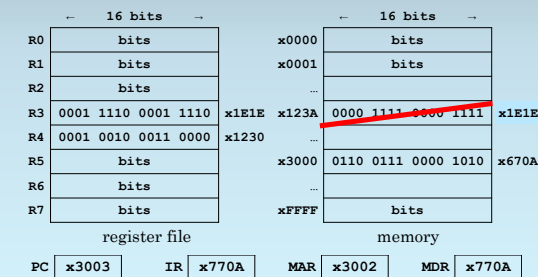 ← 16 bits → ← 16 bits →
R0 bits x0000 bits
R1 bits x0001 bits
R2 bits …
R3 0001 1110 0001 1110 x1E1E x123A 0000 1111 0000 1111 x1E1E
R4 0001 0010 0011 0000 x1230 …
R5 bits x3000 0110 0111 0000 1010 x670A
R6 bits …
R7 bits xFFFF bits
register file memory
PC x3003 IR x770A MAR x3002 MDR x770A